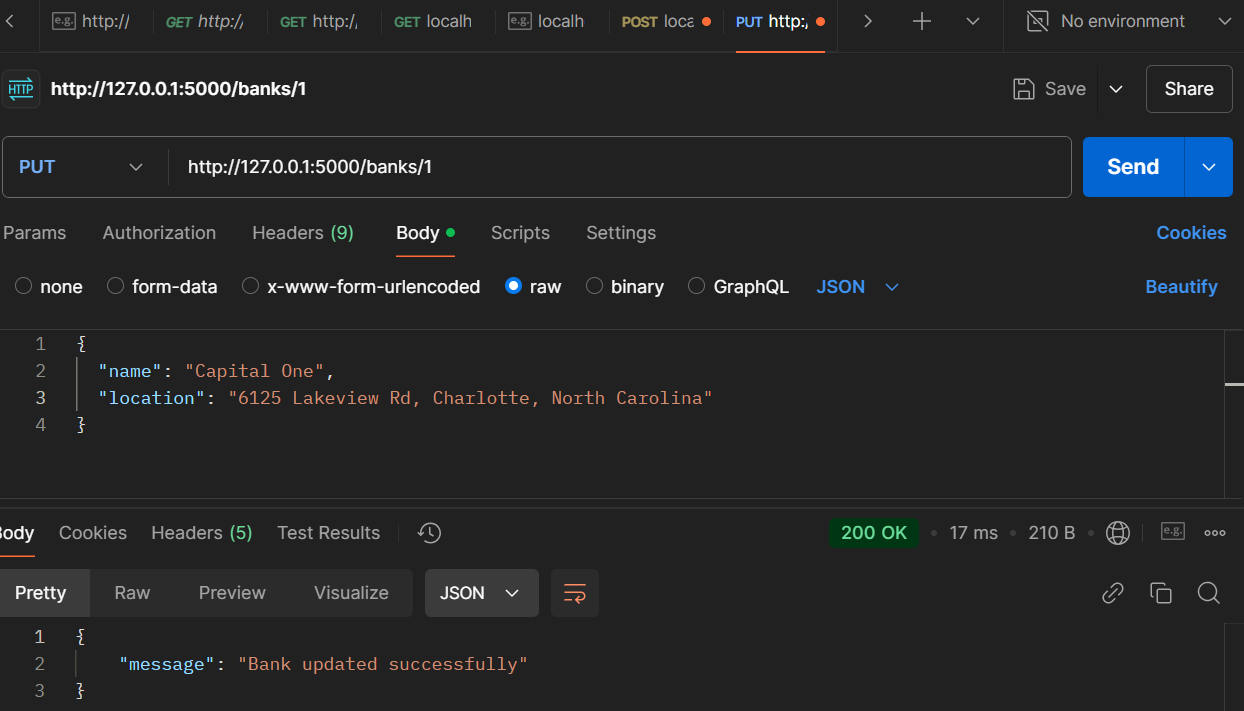 e.g. http://
GET http://
GET http:/
GET localh
e.g. localh
POST loca
PUT http:/
No environment
HTTP http://127.0.0.1:5000/banks/1
Save
Share
PUT http://127.0.0.1:5000/banks/1
Send
Params Authorization Headers (9) Body Scripts Settings Cookies
none form-data x-www-form-urlencoded raw binary GraphQL JSON Beautify
1 {
2 "name": "Capital One",
3 "location": "6125 Lakeview Rd, Charlotte, North Carolina"
4 }
Body Cookies Headers (5) Test Results 200 OK 17 ms 210 B e.g.
Pretty Raw Preview Visualize JSON
1 {
2 "message": "Bank updated successfully"
3 }